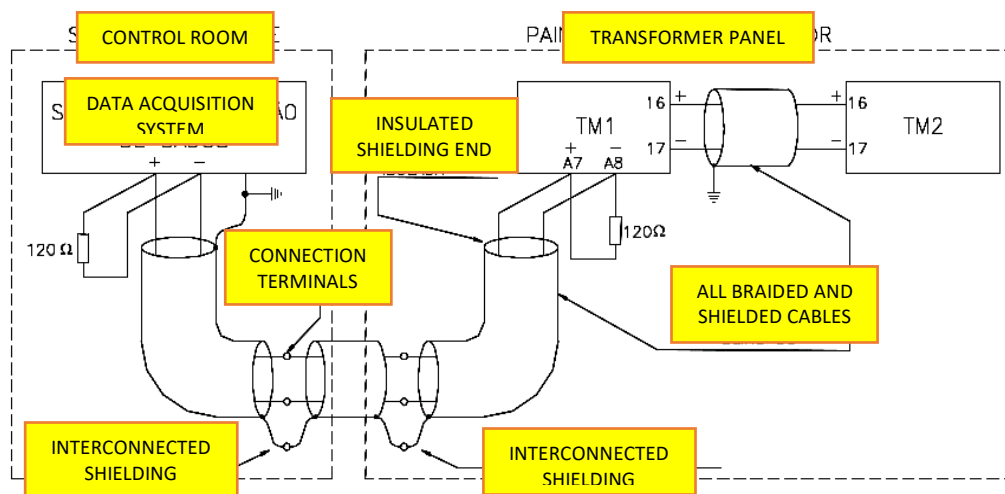 CONTROL ROOM
TRANSFORMER PANEL
DATA ACQUISITION
SYSTEM
+ −
120Ω
INSULATED
SHIELDING END
TM1
16 +
17 −
+ −
A7 A8
120Ω
+ 16
− 17
TM2
CONNECTION
TERMINALS
ALL BRAIDED AND
SHIELDED CABLES
INTERCONNECTED
SHIELDING
INTERCONNECTED
SHIELDING